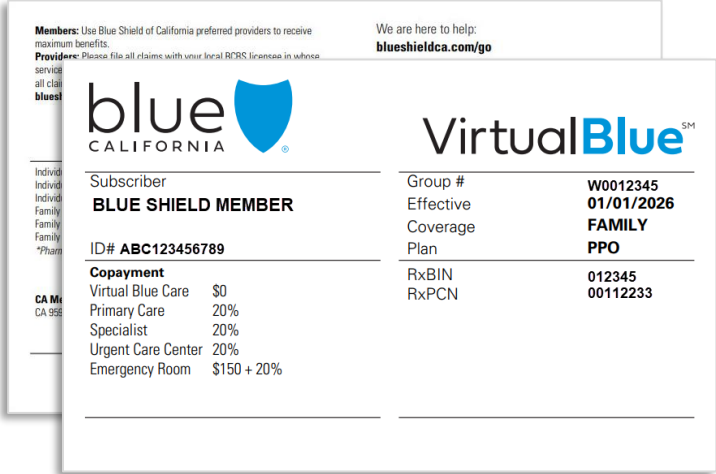 Members: Use Blue Shield of California preferred providers to receive
maximum benefits.
Providers: Please file all claims with your local BCBS licensee in whose
service
all clai
blues
We are here to help:
blueshieldca.com/go
Individ
Individ
Individ
Family
Family
Family
*Pharm
CA Me
CA 959
blue
CALIFORNIA
®
VirtualBlue℠
Subscriber
BLUE SHIELD MEMBER
ID# ABC123456789
Group # W0012345
Effective 01/01/2026
Coverage FAMILY
Plan PPO
Copayment
Virtual Blue Care $0
Primary Care 20%
Specialist 20%
Urgent Care Center 20%
Emergency Room $150 + 20%
RxBIN 012345
RxPCN 00112233